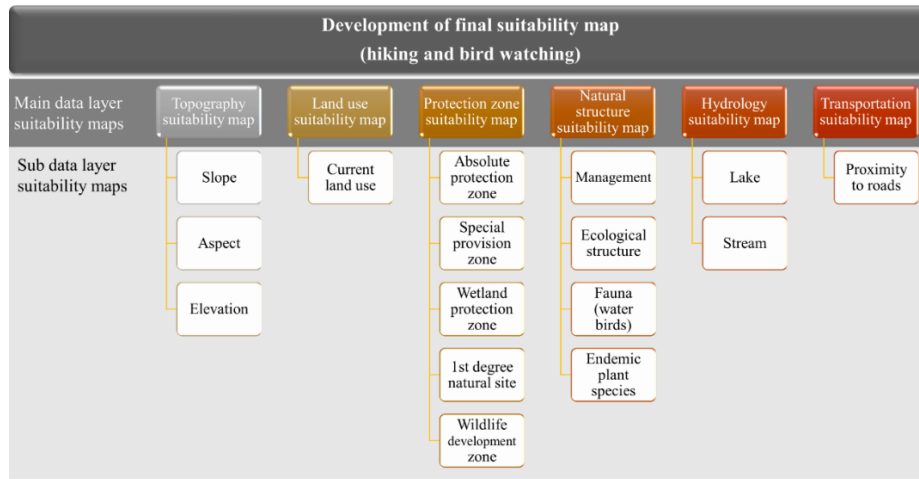 Development of final suitability map
(hiking and bird watching)
Main data layer
suitability maps
Topography
suitability map
Land use
suitability map
Protection zone
suitability map
Natural
structure
suitability map
Hydrology
suitability map
Transportation
suitability map
Sub data layer
suitability maps
Slope
Aspect
Elevation
Current
land use
Absolute
protection
zone
Special
provision
zone
Wetland
protection
zone
1st degree
natural site
Wildlife
development
zone
Management
Ecological
structure
Fauna
(water
birds)
Endemic
plant
species
Lake
Stream
Proximity
to roads